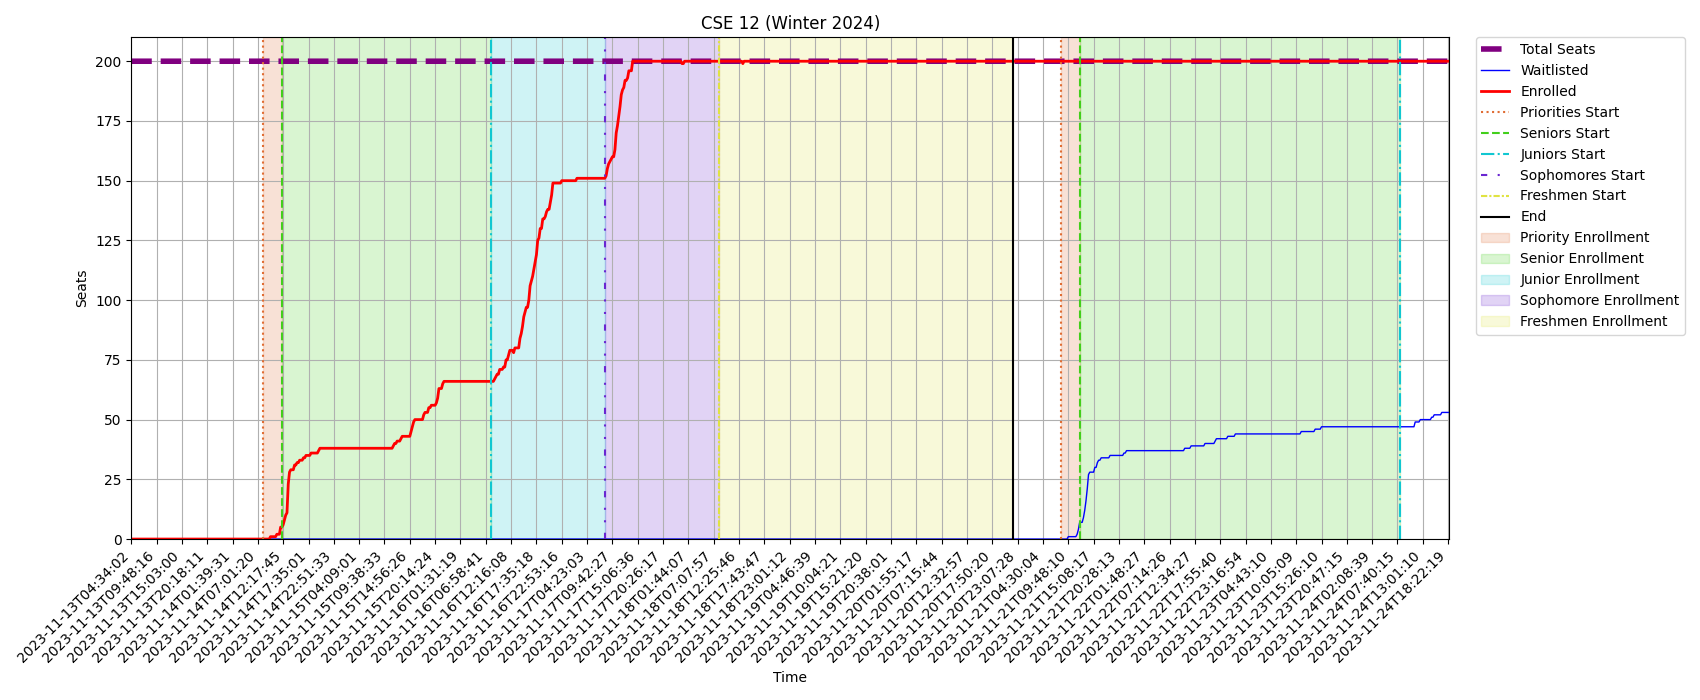 CSE 12 (Winter 2024)
Seats
200
175
150
125
100
75
50
25
0
2023-11-13T04:34:02
2023-11-13T09:48:16
2023-11-13T15:03:00
2023-11-13T20:18:11
2023-11-14T01:39:31
2023-11-14T07:01:20
2023-11-14T12:17:45
2023-11-14T17:35:01
2023-11-14T22:51:33
2023-11-15T04:09:01
2023-11-15T09:38:33
2023-11-15T14:56:26
2023-11-15T20:14:24
2023-11-16T01:31:19
2023-11-16T06:58:41
2023-11-16T12:16:08
2023-11-16T17:35:18
2023-11-16T22:53:16
2023-11-17T04:23:03
2023-11-17T09:42:27
2023-11-17T15:06:36
2023-11-17T20:26:17
2023-11-18T01:44:07
2023-11-18T07:07:57
2023-11-18T12:25:46
2023-11-18T17:43:47
2023-11-18T23:01:12
2023-11-19T04:46:39
2023-11-19T10:04:21
2023-11-19T15:21:20
2023-11-19T20:38:01
2023-11-20T01:55:17
2023-11-20T07:15:44
2023-11-20T12:32:57
2023-11-20T17:50:20
2023-11-20T23:07:28
2023-11-21T04:30:04
2023-11-21T09:48:10
2023-11-21T15:08:17
2023-11-21T20:28:13
2023-11-22T01:48:27
2023-11-22T07:14:26
2023-11-22T12:34:27
2023-11-22T17:55:40
2023-11-22T23:16:54
2023-11-23T04:43:10
2023-11-23T10:05:09
2023-11-23T15:26:10
2023-11-23T20:47:15
2023-11-24T02:08:39
2023-11-24T07:40:15
2023-11-24T13:01:10
2023-11-24T18:22:19
Time
Total Seats
Waitlisted
Enrolled
Priorities Start
Seniors Start
Juniors Start
Sophomores Start
Freshmen Start
End
Priority Enrollment
Senior Enrollment
Junior Enrollment
Sophomore Enrollment
Freshmen Enrollment